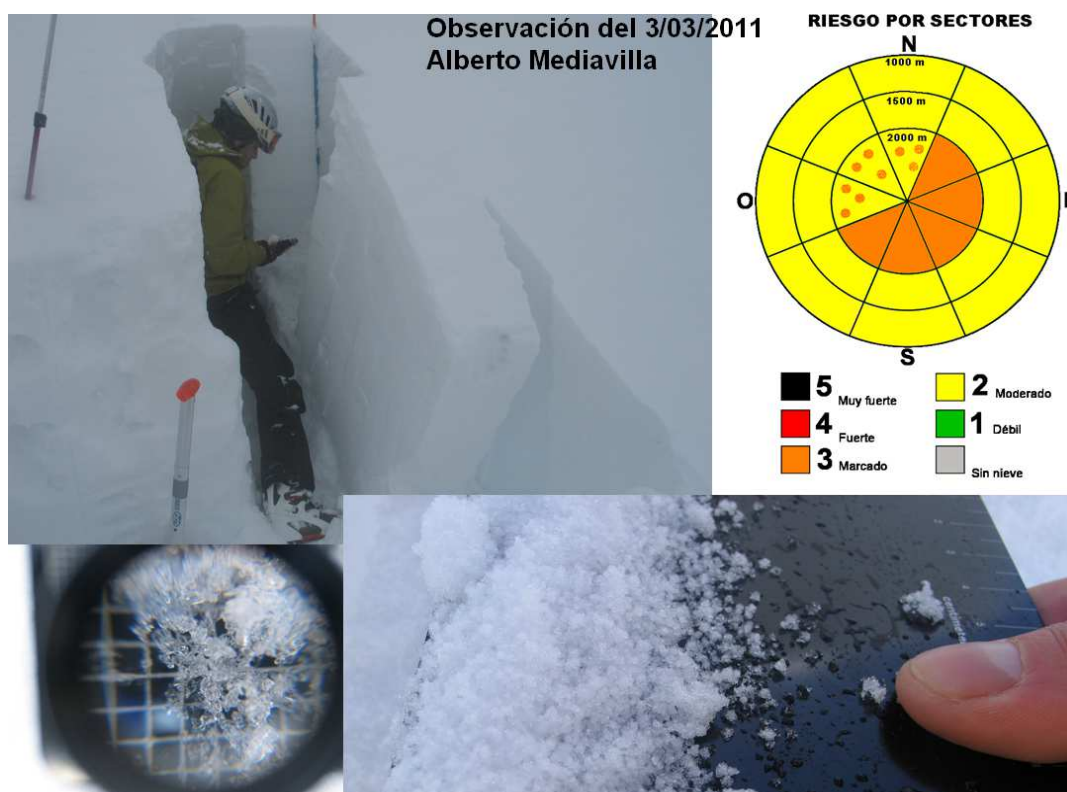 Observación del 3/03/2011
Alberto Mediavilla
RIESGO POR SECTORES
N
1000 m
1500 m
2000 m
O
S
5 Muy fuerte
2 Moderado
4 Fuerte
1 Débil
3 Marcado
Sin nieve